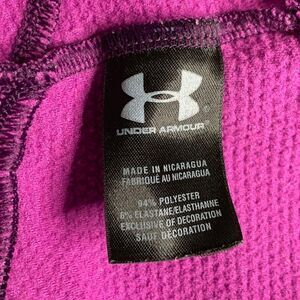 UNDER ARMOUR
MADE IN NICARAGUA
FABRIQUÉ AU NICARAGUA
94% POLYESTER
6% ELASTANE/ELASTHANNE
EXCLUSIVE OF DECORATION
SAUF DÉCORATION